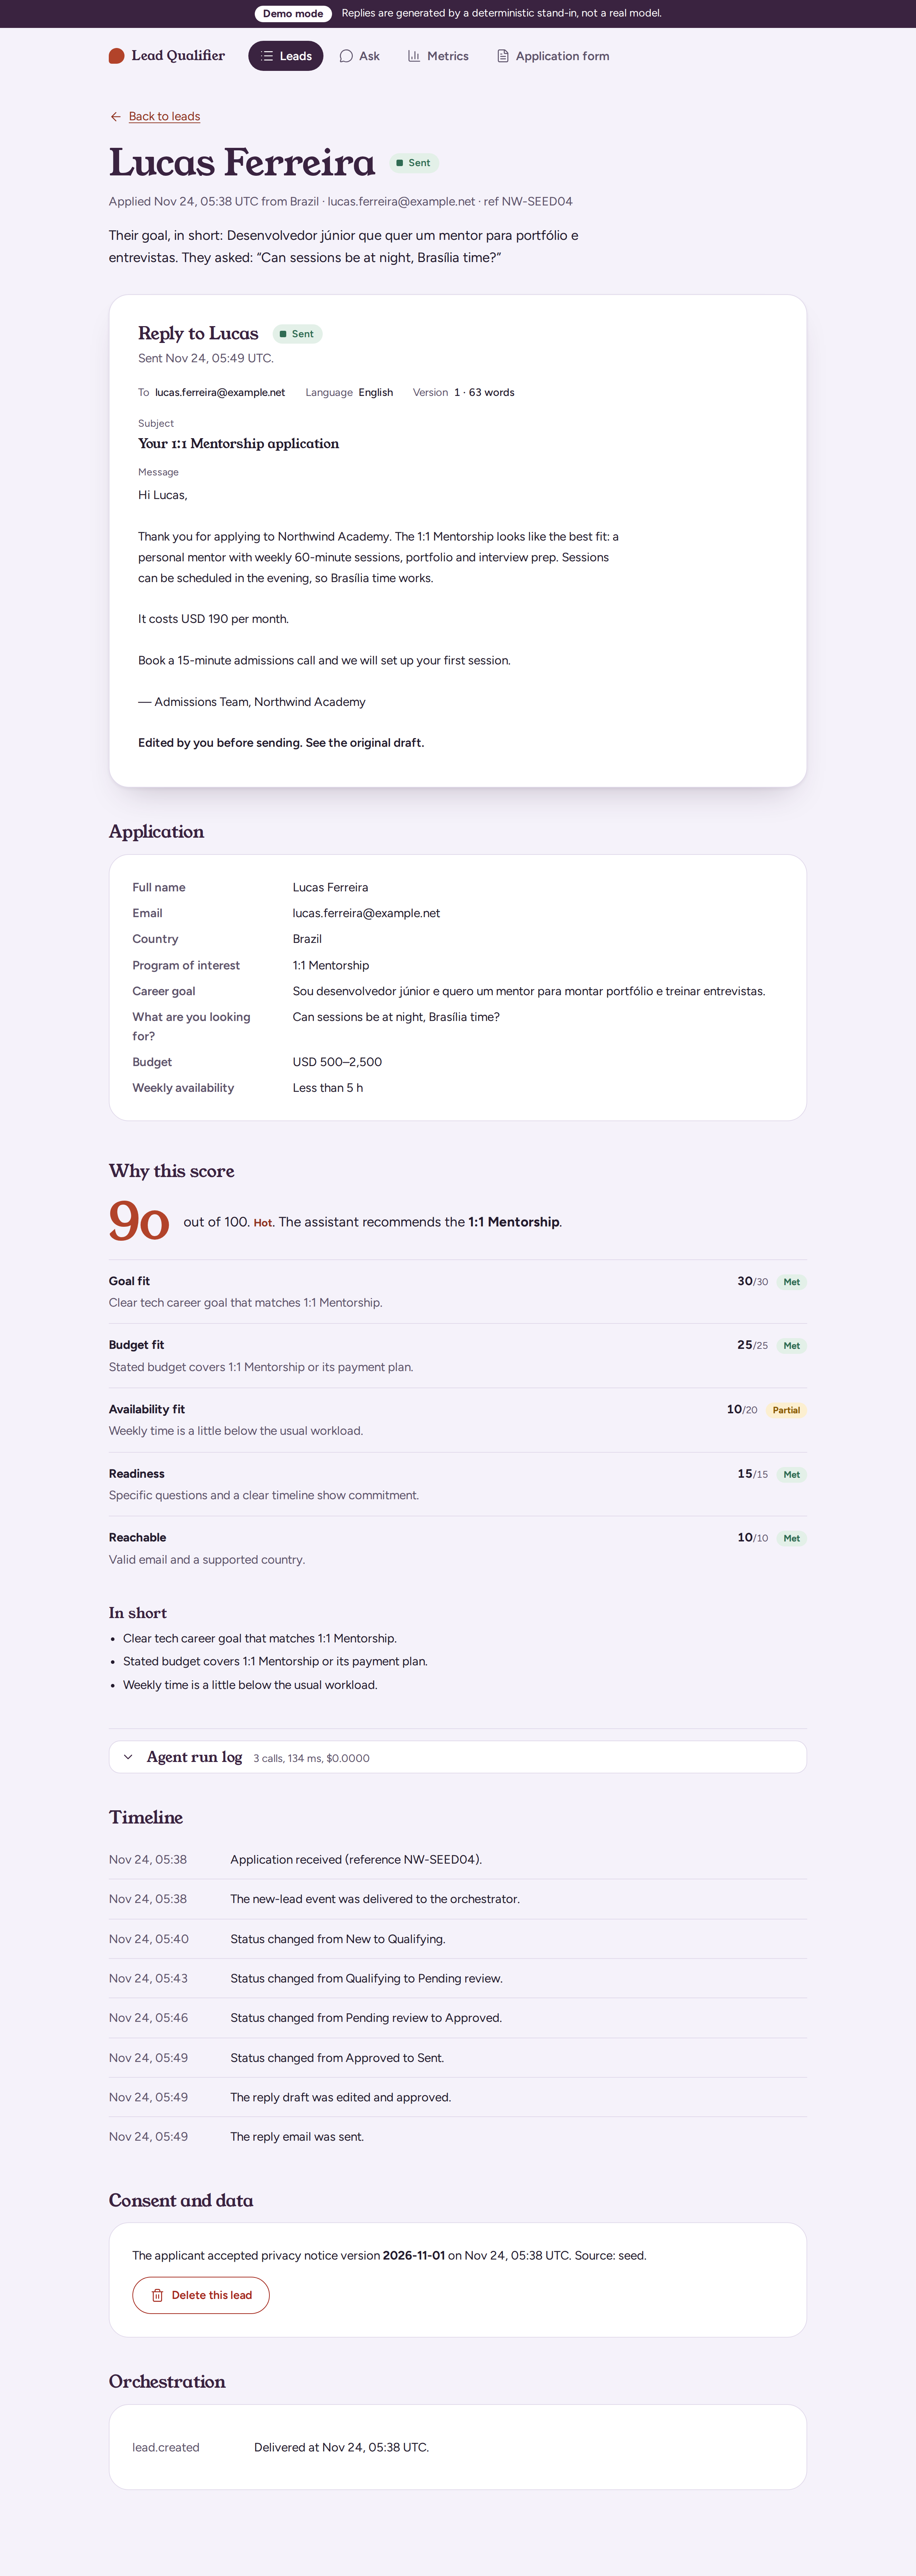 Demo mode Replies are generated by a deterministic stand-in, not a real model.
Lead Qualifier Leads Ask Metrics Application form
Back to leads
Lucas Ferreira Sent
Applied Nov 24, 05:38 UTC from Brazil · lucas.ferreira@example.net · ref NW-SEED04
Their goal, in short: Desenvolvedor júnior que quer um mentor para portfólio e
entrevistas. They asked: “Can sessions be at night, Brasília time?”
Reply to Lucas Sent
Sent Nov 24, 05:49 UTC.
To lucas.ferreira@example.net Language English Version 1 · 63 words
Subject
Your 1:1 Mentorship application
Message
Hi Lucas,
Thank you for applying to Northwind Academy. The 1:1 Mentorship looks like the best fit: a
personal mentor with weekly 60-minute sessions, portfolio and interview prep. Sessions
can be scheduled in the evening, so Brasília time works.
It costs USD 190 per month.
Book a 15-minute admissions call and we will set up your first session.
— Admissions Team, Northwind Academy
Edited by you before sending. See the original draft.
Application
Full name Lucas Ferreira
Email lucas.ferreira@example.net
Country Brazil
Program of interest 1:1 Mentorship
Career goal Sou desenvolvedor júnior e quero um mentor para montar portfólio e treinar entrevistas.
What are you looking Can sessions be at night, Brasília time?
for?
Budget USD 500–2,500
Weekly availability Less than 5 h
Why this score
90 out of 100. Hot. The assistant recommends the 1:1 Mentorship.
Goal fit 30/30 Met
Clear tech career goal that matches 1:1 Mentorship.
Budget fit 25/25 Met
Stated budget covers 1:1 Mentorship or its payment plan.
Availability fit 10/20 Partial
Weekly time is a little below the usual workload.
Readiness 15/15 Met
Specific questions and a clear timeline show commitment.
Reachable 10/10 Met
Valid email and a supported country.
In short
• Clear tech career goal that matches 1:1 Mentorship.
• Stated budget covers 1:1 Mentorship or its payment plan.
• Weekly time is a little below the usual workload.
Agent run log 3 calls, 134 ms, $0.0000
Timeline
Nov 24, 05:38 Application received (reference NW-SEED04).
Nov 24, 05:38 The new-lead event was delivered to the orchestrator.
Nov 24, 05:40 Status changed from New to Qualifying.
Nov 24, 05:43 Status changed from Qualifying to Pending review.
Nov 24, 05:46 Status changed from Pending review to Approved.
Nov 24, 05:49 Status changed from Approved to Sent.
Nov 24, 05:49 The reply draft was edited and approved.
Nov 24, 05:49 The reply email was sent.
Consent and data
The applicant accepted privacy notice version 2026-11-01 on Nov 24, 05:38 UTC. Source: seed.
Delete this lead
Orchestration
lead.created Delivered at Nov 24, 05:38 UTC.